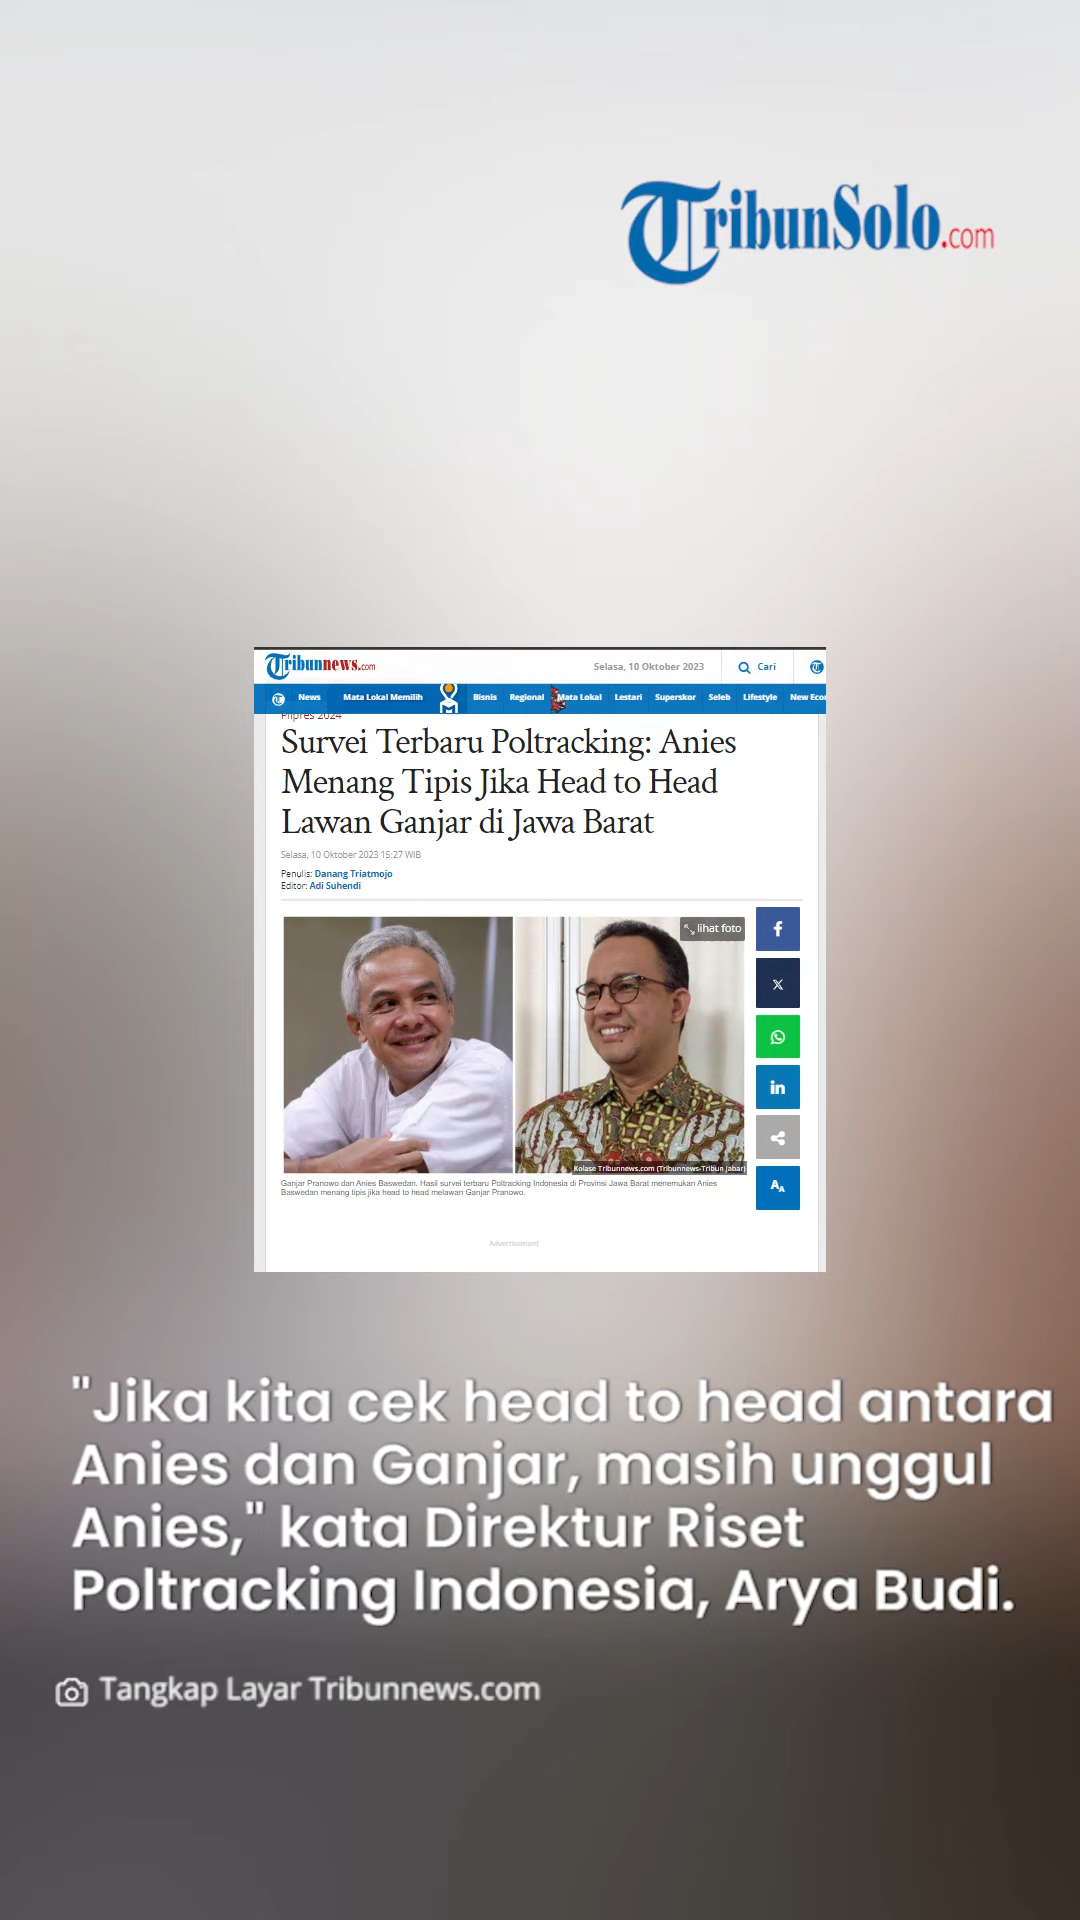 TribunSolo.com
Tribunnews.com
Selasa, 10 Oktober 2023
Cari
News Mata Lokal Memilih Bisnis Regional Mata Lokal Lestari Superskor Seleb Lifestyle New Econ
Pilpres 2024
Survei Terbaru Poltracking: Anies
Menang Tipis Jika Head to Head
Lawan Ganjar di Jawa Barat
Selasa, 10 Oktober 2023 15:27 WIB
Penulis: Danang Triatmojo
Editor: Adi Suhendi
lihat foto
Kolase Tribunnews.com (Tribunnews-Tribun Jabar)
Ganjar Pranowo dan Anies Baswedan. Hasil survei terbaru Poltracking Indonesia di Provinsi Jawa Barat menemukan Anies
Baswedan menang tipis jika head to head melawan Ganjar Pranowo.
AA
Advertisement
"Jika kita cek head to head antara
Anies dan Ganjar, masih unggul
Anies," kata Direktur Riset
Poltracking Indonesia, Arya Budi.
Tangkap Layar Tribunnews.com